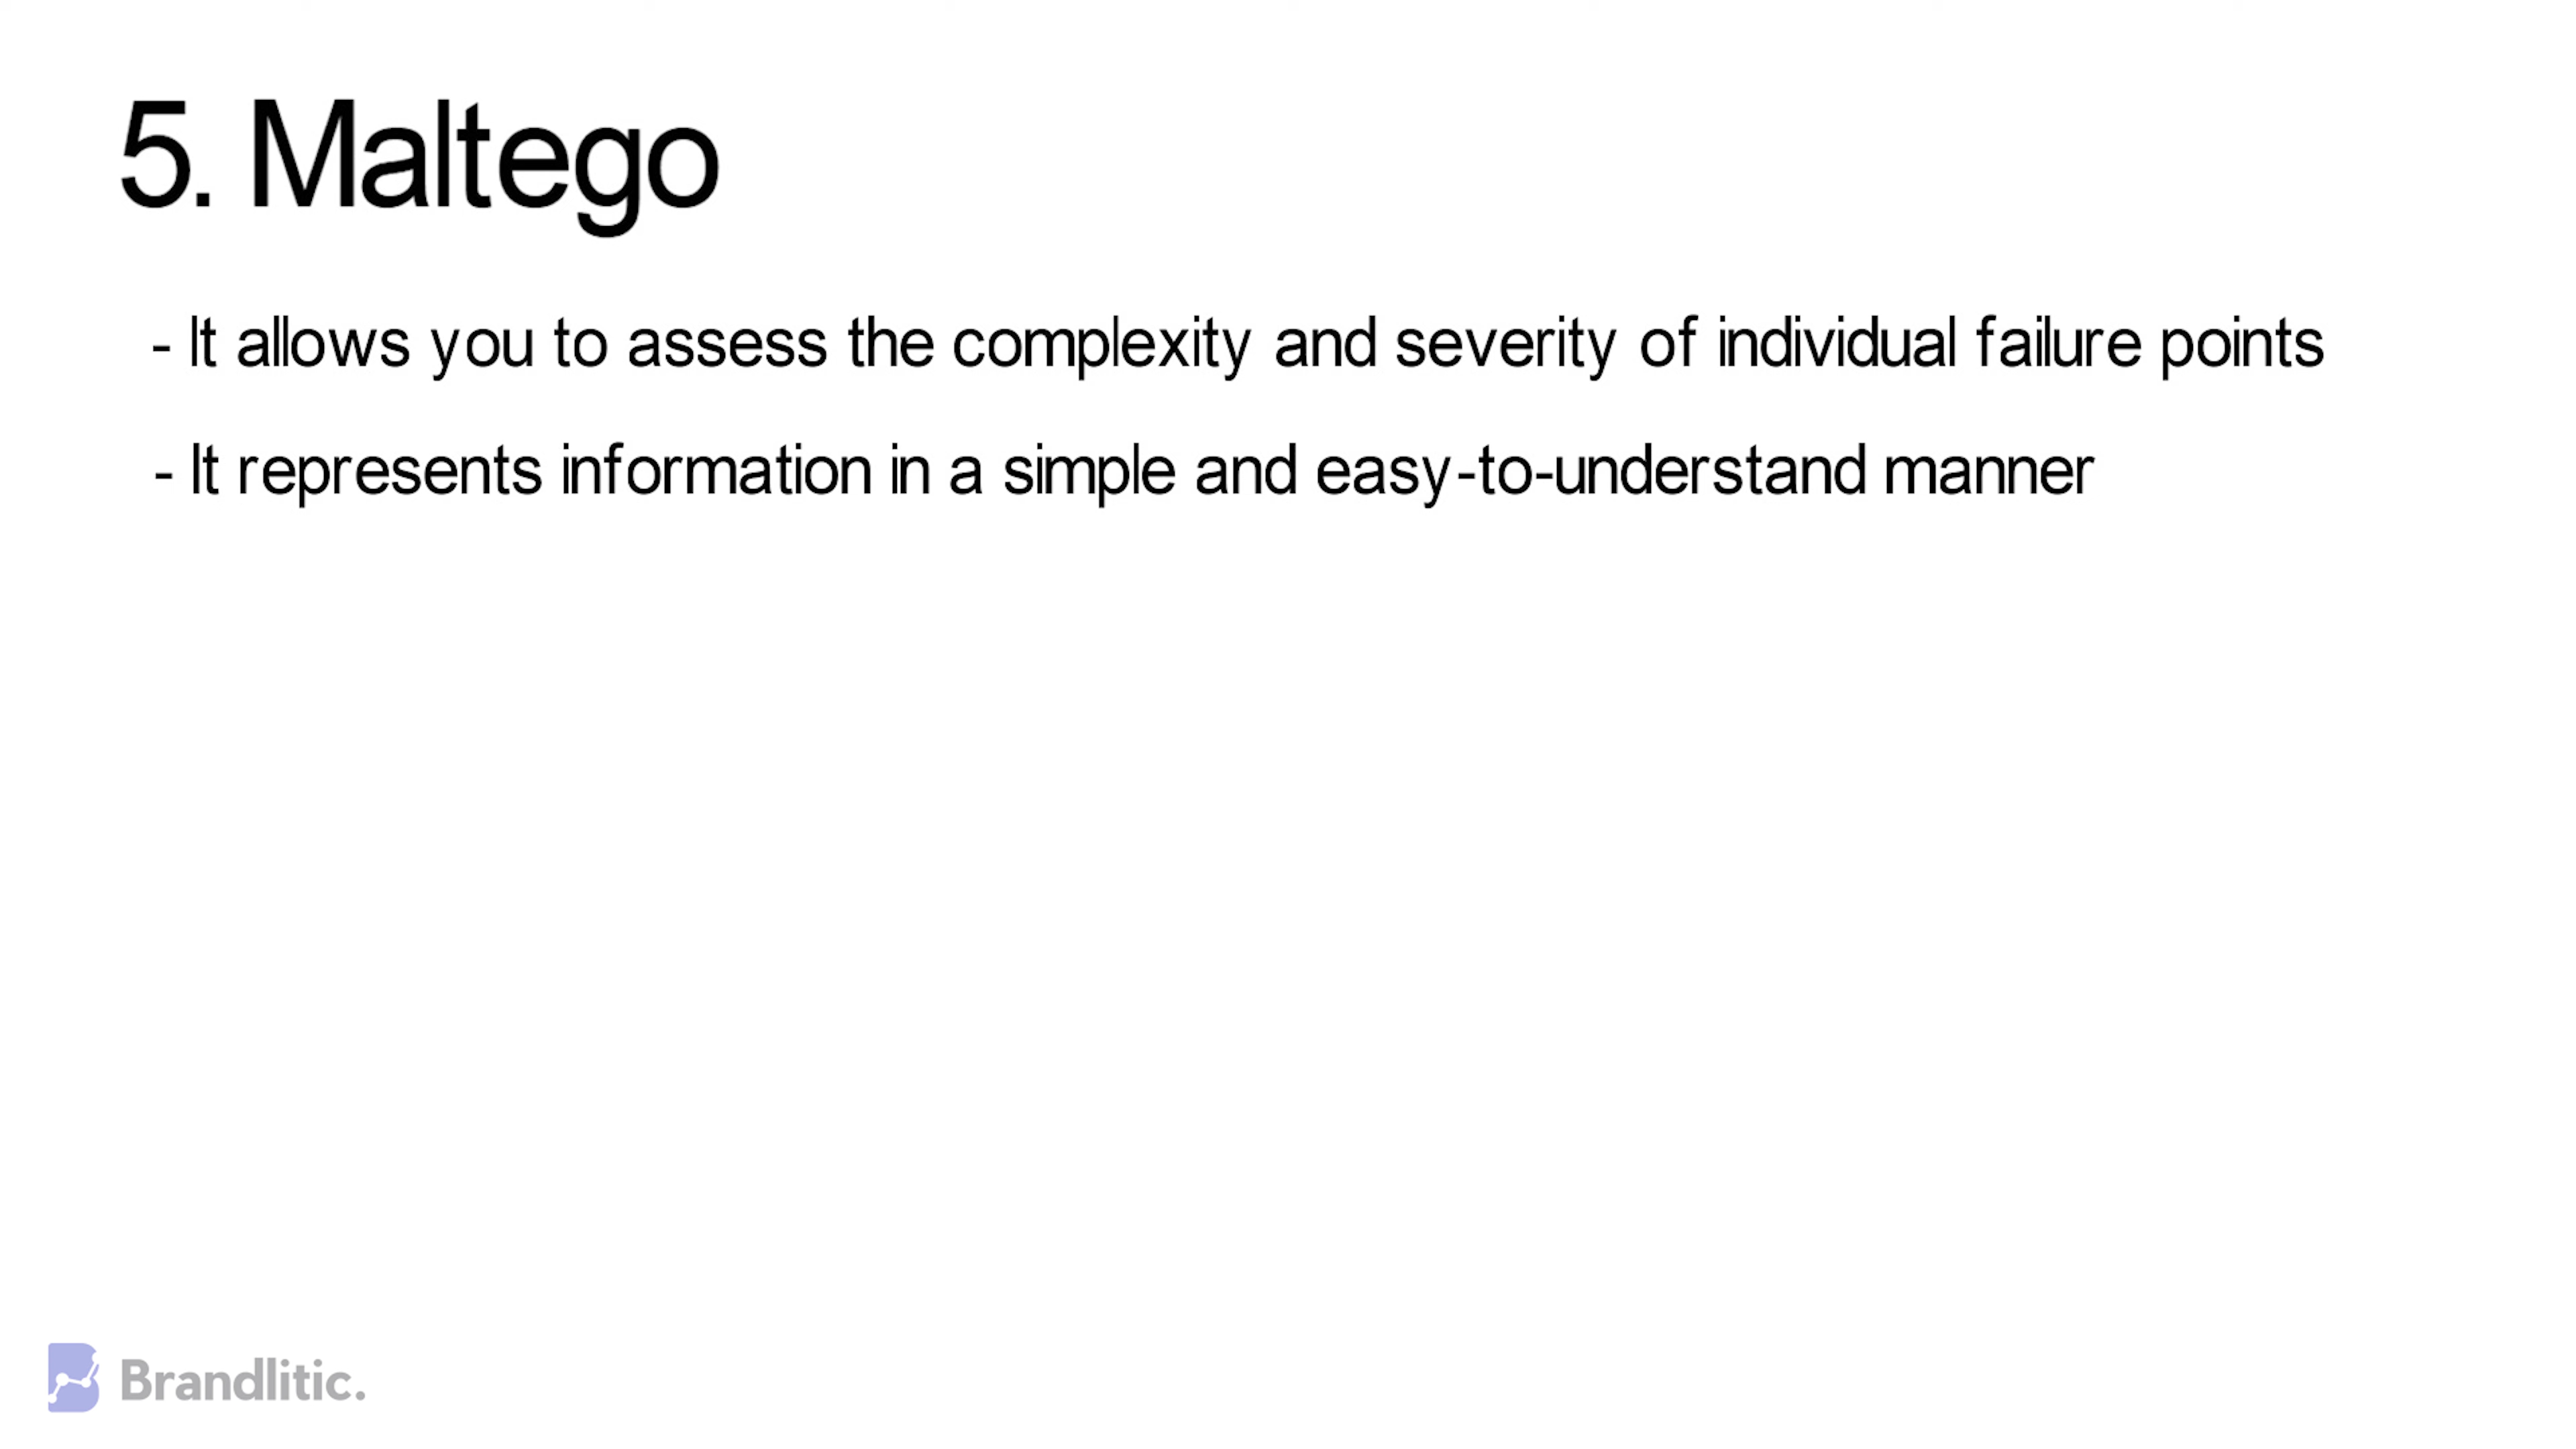 5. Maltego
- It allows you to assess the complexity and severity of individual failure points
- It represents information in a simple and easy-to-understand manner
Brandlitic.